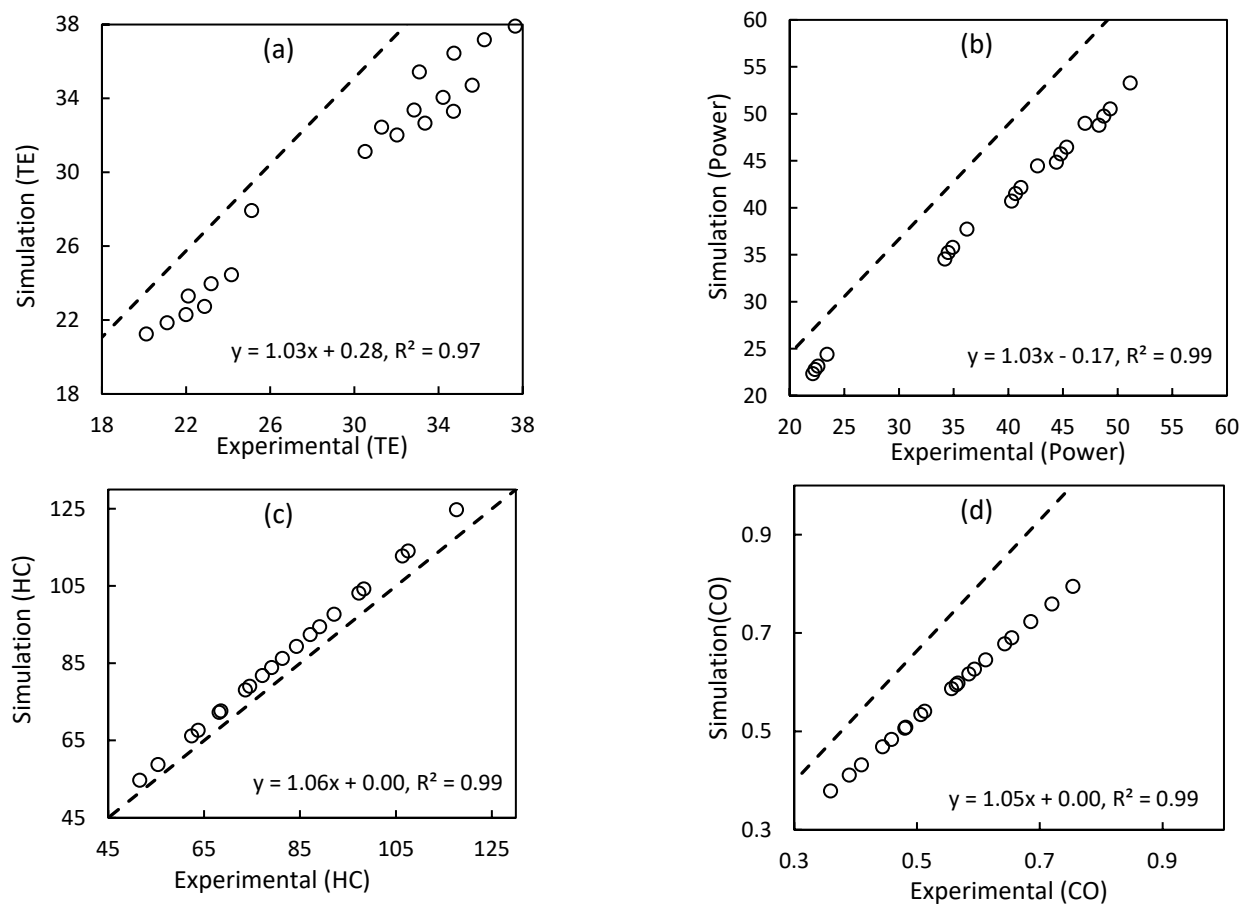 (a)
Simulation (TE)
38
34
30
26
22
18
y = 1.03x + 0.28, R² = 0.97
18 22 26 30 34 38
Experimental (TE)
(b)
Simulation (Power)
60
55
50
45
40
35
30
25
20
y = 1.03x - 0.17, R² = 0.99
20 25 30 35 40 45 50 55 60
Experimental (Power)
(c)
Simulation (HC)
125
105
85
65
45
y = 1.06x + 0.00, R² = 0.99
45 65 85 105 125
Experimental (HC)
(d)
Simulation(CO)
0.9
0.7
0.5
0.3
y = 1.05x + 0.00, R² = 0.99
0.3 0.5 0.7 0.9
Experimental (CO)